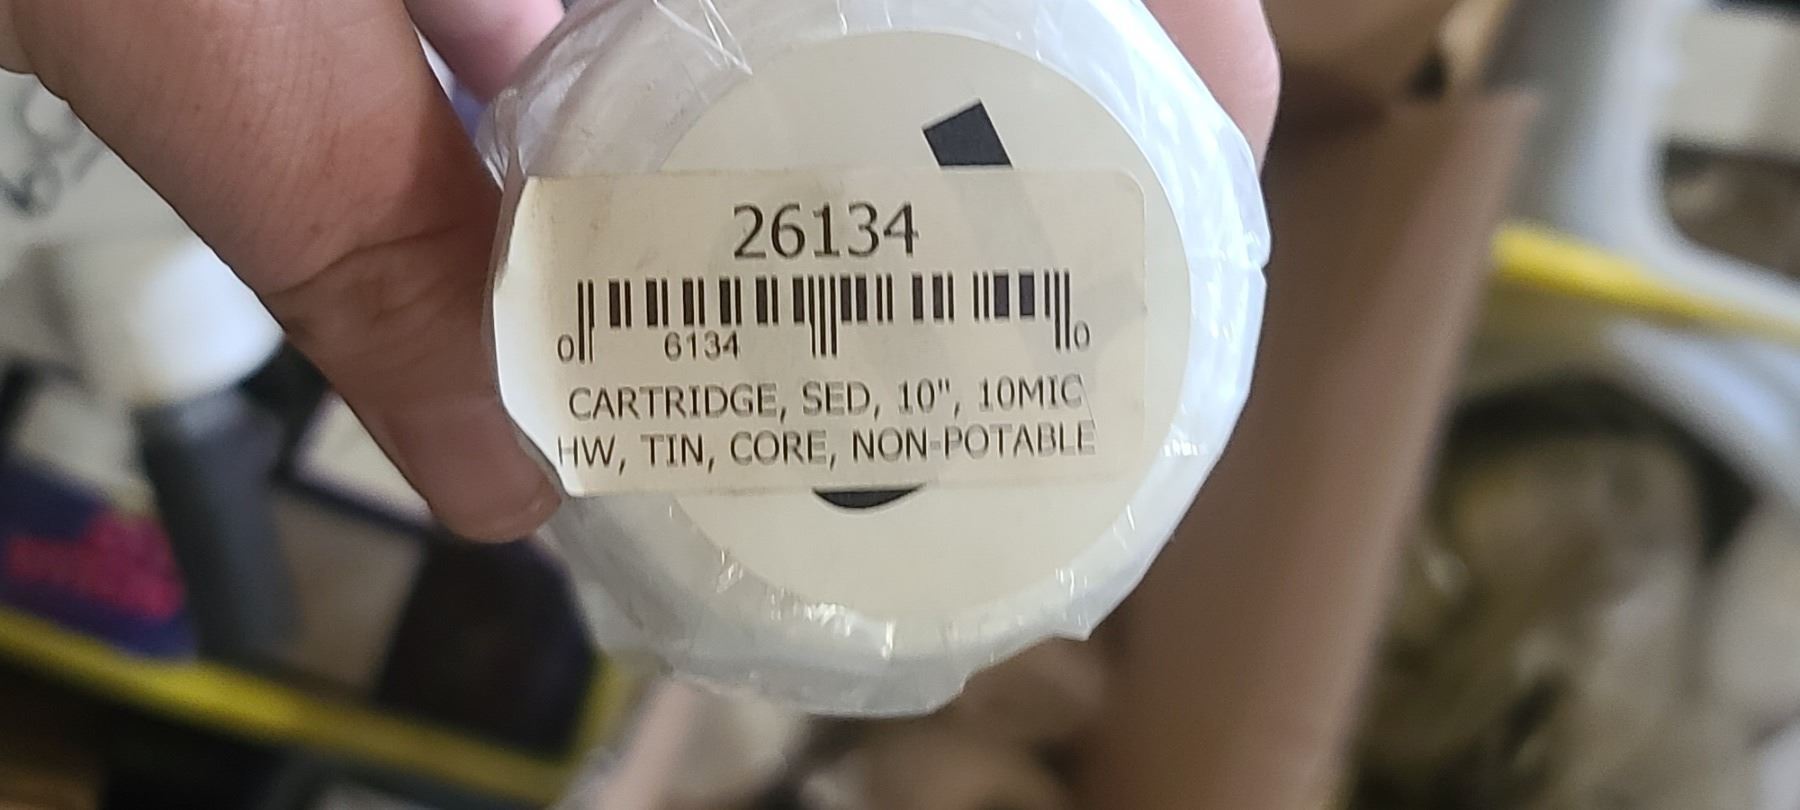 26134
0 6134 0
CARTRIDGE, SED, 10", 10MIC
HW, TIN, CORE, NON-POTABLE